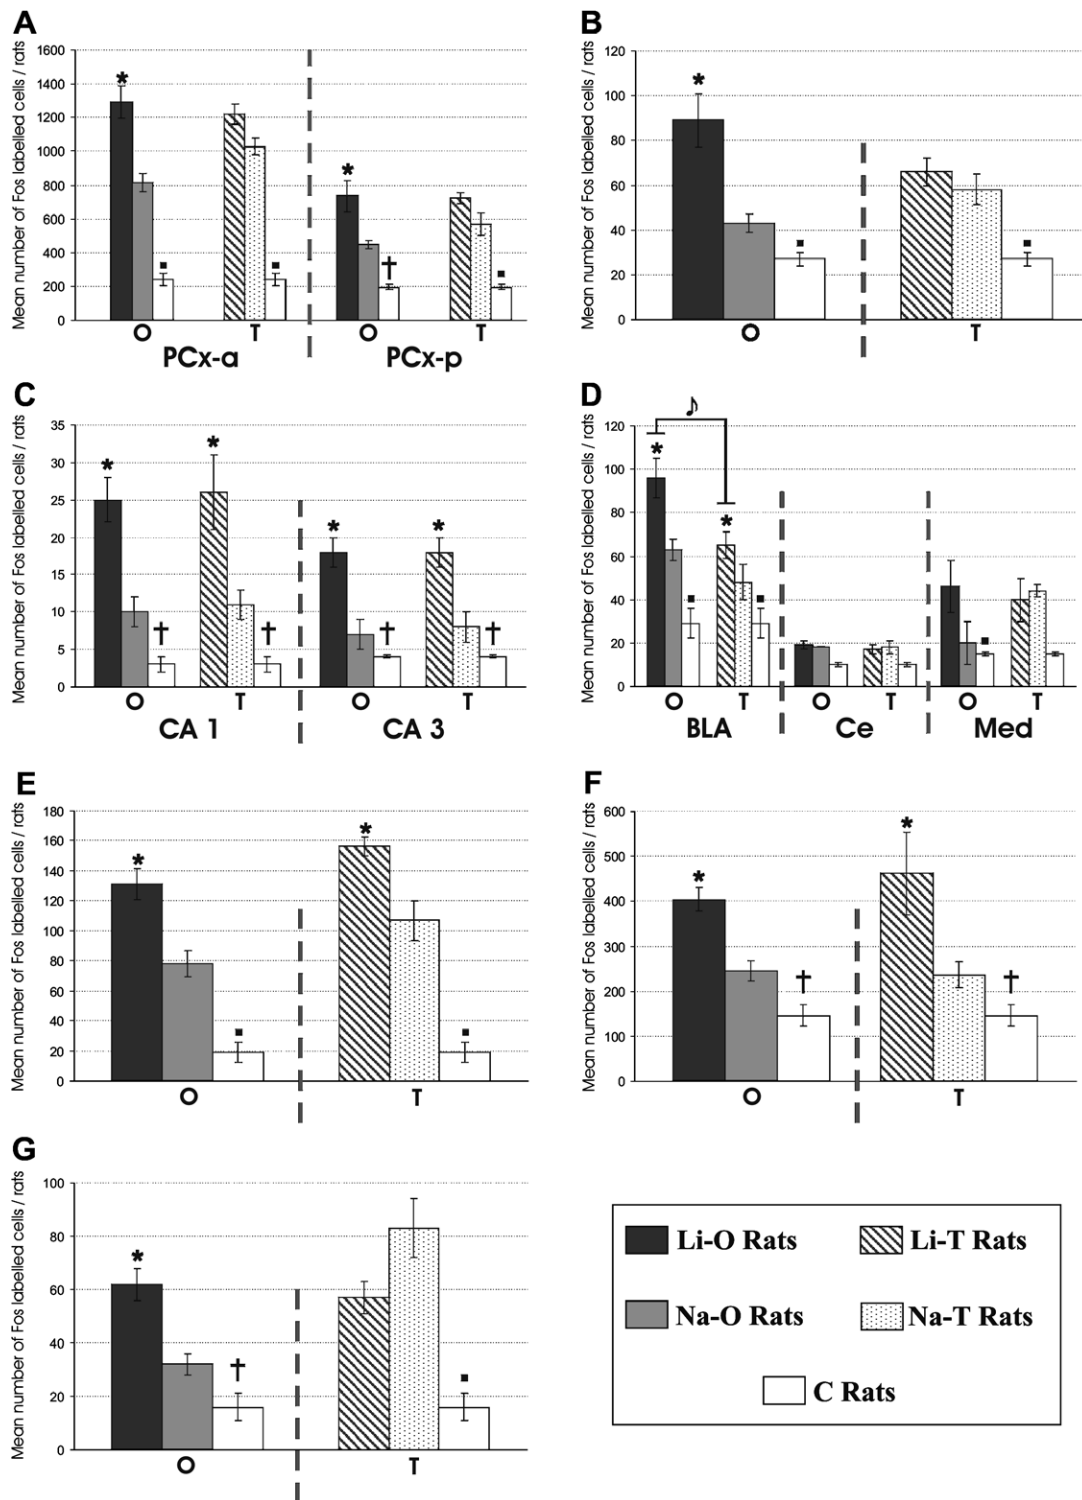 A
Mean number of Fos labelled cells / rats
1600
1400
1200
1000
800
600
400
200
0
*
*
†
O
T
O
T
PCx-a
PCx-p
B
Mean number of Fos labelled cells / rats
120
100
80
60
40
20
0
*
O
T
C
Mean number of Fos labelled cells / rats
35
30
25
20
15
10
5
0
*
†
*
†
*
†
*
†
O
T
O
T
CA 1
CA 3
D
Mean number of Fos labelled cells / rats
120
100
80
60
40
20
0
♪
*
*
O
T
O
T
O
T
BLA
Ce
Med
E
Mean number of Fos labelled cells / rats
180
160
140
130
100
80
60
40
20
0
*
*
O
T
F
Mean number of Fos labelled cells / rats
600
500
400
300
200
100
0
*
†
*
†
O
T
G
Mean number of Fos labelled cells / rats
100
80
60
40
20
0
*
†
O
T
Li-O Rats
Li-T Rats
Na-O Rats
Na-T Rats
C Rats